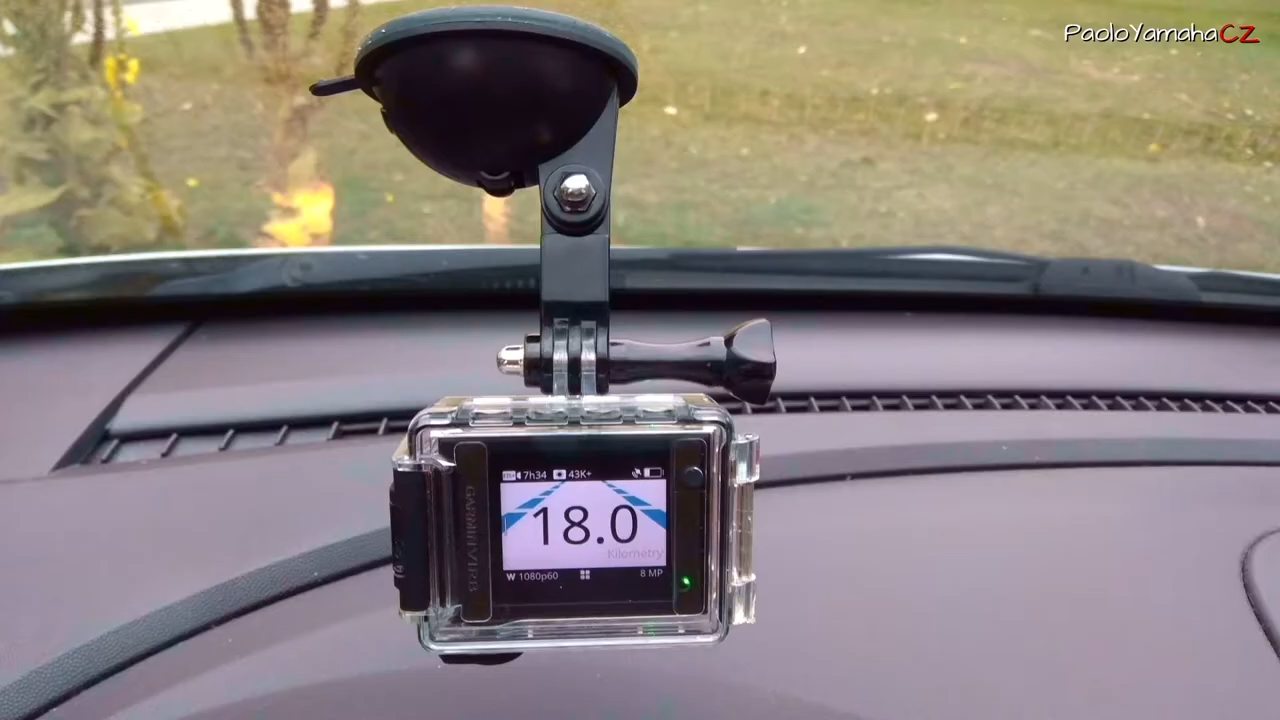 PaoloYamahaCZ
7h34 43K+
18.0
Kilometry
W 1080p60 8 MP
GARMIN VIRB